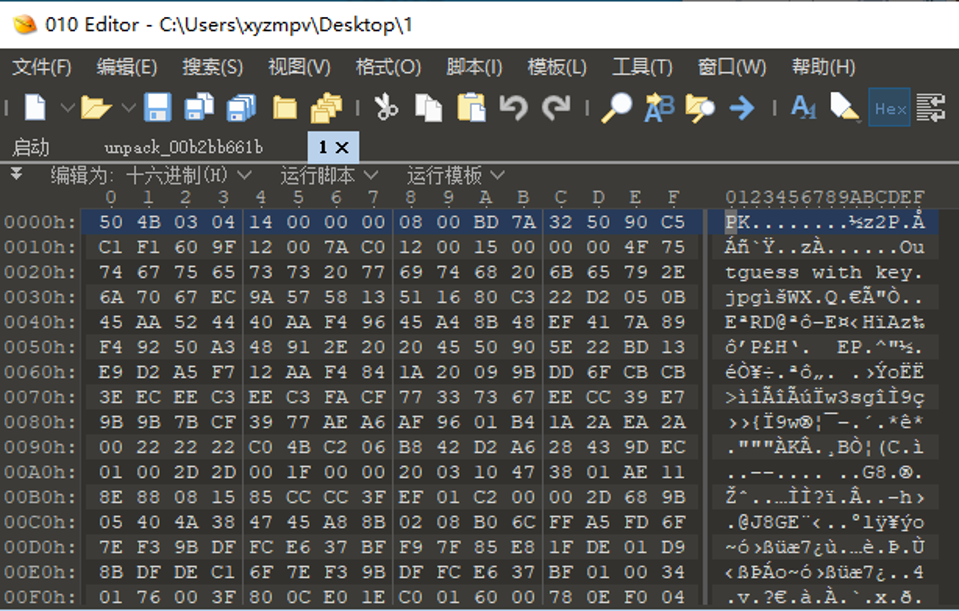 010 Editor - C:\Users\xyzmpv\Desktop\1
文件(F) 编辑(E) 搜索(S) 视图(V) 格式(O) 脚本(I) 模板(L) 工具(T) 窗口(W) 帮助(H)
Hex
启动 unpack_00b2bb661b 1 ×
编辑为: 十六进制(H) 运行脚本 运行模板
0 1 2 3 4 5 6 7 8 9 A B C D E F 0123456789ABCDEF
0000h: 50 4B 03 04 14 00 00 00 08 00 BD 7A 32 50 90 C5 PK........½z2P.Å
0010h: C1 F1 60 9F 12 00 7A C0 12 00 15 00 00 00 4F 75 Áñ`Ÿ..zÀ......Ou
0020h: 74 67 75 65 73 73 20 77 69 74 68 20 6B 65 79 2E tguess with key.
0030h: 6A 70 67 EC 9A 57 58 13 51 16 80 C3 22 D2 05 0B jpgìšWX.Q.€Ã"Ò..
0040h: 45 AA 52 44 40 AA F4 96 45 A4 8B 48 EF 41 7A 89 EªRD@ªô–E¤‹HïAz‰
0050h: F4 92 50 A3 48 91 2E 20 20 45 50 90 5E 22 BD 13 ô’P£H‘.  EP.^"½.
0060h: E9 D2 A5 F7 12 AA F4 84 1A 20 09 9B DD 6F CB CB éÒ¥÷.ªô„. .›ÝoËË
0070h: 3E EC EE C3 EE C3 FA CF 77 33 73 67 EE CC 39 E7 >ìîÃîÃúÏw3sgîÌ9ç
0080h: 9B 9B 7B CF 39 77 AE A6 AF 96 01 B4 1A 2A EA 2A ››{Ï9w®¦¯–.´.*ê*
0090h: 00 22 22 22 C0 4B C2 06 B8 42 D2 A6 28 43 9D EC ."""ÀKÂ.¸BÒ¦(C.ì
00A0h: 01 00 2D 2D 00 1F 00 00 20 03 10 47 38 01 AE 11 ..--.... ..G8.®.
00B0h: 8E 88 08 15 85 CC CC 3F EF 01 C2 00 00 2D 68 9B Žˆ..…ÌÌ?ï.Â..-h›
00C0h: 05 40 4A 38 47 45 A8 8B 02 08 B0 6C FF A5 FD 6F .@J8GE¨‹..°lÿ¥ýo
00D0h: 7E F3 9B DF FC E6 37 BF F9 7F 85 E8 1F DE 01 D9 ~ó›ßüæ7¿ù.…è.Þ.Ù
00E0h: 8B DF DE C1 6F 7E F3 9B DF FC E6 37 BF 01 00 34 ‹ßÞÁo~ó›ßüæ7¿..4
00F0h: 01 76 00 3F 80 0C E0 1E C0 01 60 00 78 0E F0 04 .v.?€.à.À.`.x.ð.